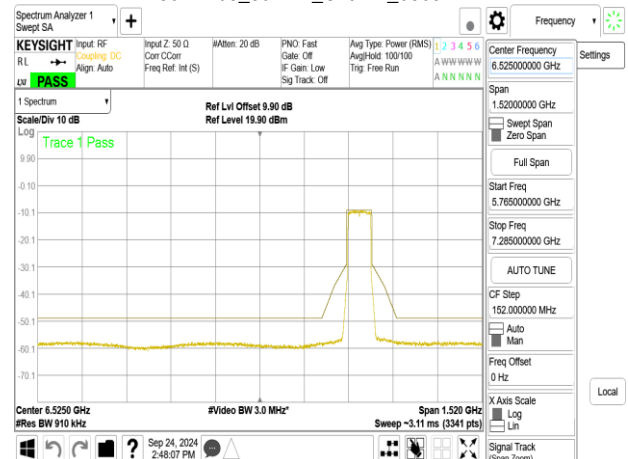 Spectrum Analyzer 1
Swept SA
Frequency
KEYSIGHT
RL
PASS
Input: RF
Coupling: DC
Align: Auto
Input Z: 50 Ω
Corr CCorr
Freq Ref: Int (S)
#Atten: 20 dB
PNO: Fast
Gate: Off
IF Gain: Low
Sig Track: Off
Avg Type: Power (RMS)
Avg|Hold: 100/100
Trig: Free Run
1 2 3 4 5 6
A W W W W W
A N N N N N
Center Frequency
6.525000000 GHz
Settings
Span
1.52000000 GHz
Swept Span
Zero Span
Full Span
Start Freq
5.765000000 GHz
Stop Freq
7.285000000 GHz
AUTO TUNE
CF Step
152.000000 MHz
Auto
Man
Freq Offset
0 Hz
X Axis Scale
Log
Lin
Signal Track
(Span Zoom)
Local
1 Spectrum
Scale/Div 10 dB
Ref Lvl Offset 9.90 dB
Ref Level 19.90 dBm
Log
Trace 1 Pass
9.90
-0.10
-10.1
-20.1
-30.1
-40.1
-50.1
-60.1
-70.1
Center 6.5250 GHz
#Video BW 3.0 MHz*
Span 1.520 GHz
#Res BW 910 kHz
Sweep ~3.11 ms (3341 pts)
Sep 24, 2024
2:48:07 PM